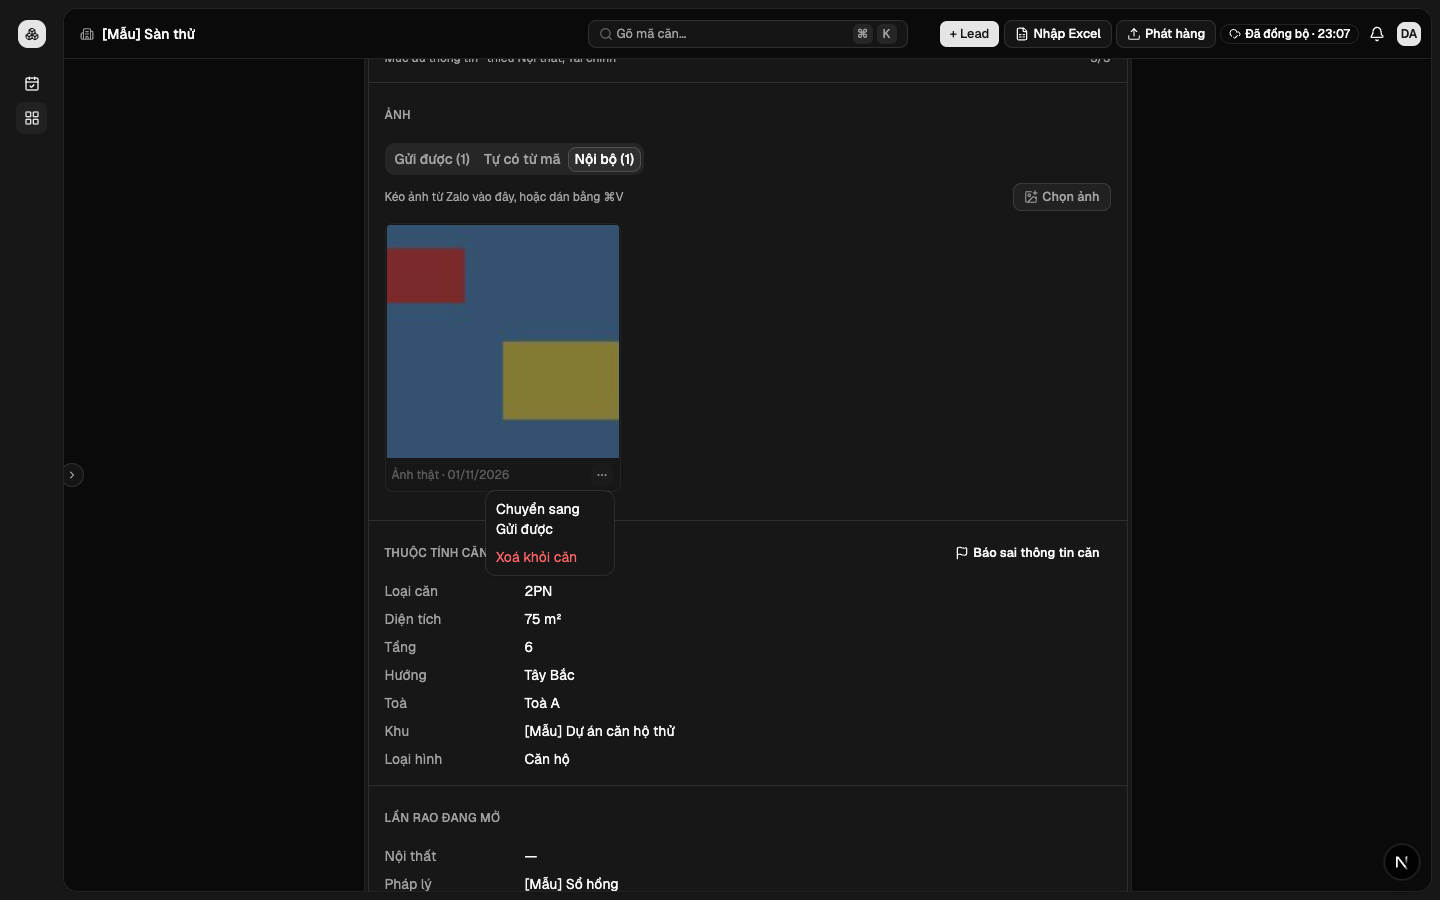 [Mẫu] Sàn thử
Gõ mã căn...
⌘ K
+ Lead
Nhập Excel
Phát hàng
Đã đồng bộ · 23:07
DA
ẢNH
Gửi được (1)
Tự có từ mã
Nội bộ (1)
Kéo ảnh từ Zalo vào đây, hoặc dán bằng ⌘V
Chọn ảnh
Ảnh thật · 01/11/2026
Chuyển sang
Gửi được
Xoá khỏi căn
THUỘC TÍNH CĂN
Báo sai thông tin căn
Loại căn 2PN
Diện tích 75 m²
Tầng 6
Hướng Tây Bắc
Toà Toà A
Khu [Mẫu] Dự án căn hộ thử
Loại hình Căn hộ
LẦN RAO ĐANG MỞ
Nội thất —
Pháp lý [Mẫu] Sổ hồng
N